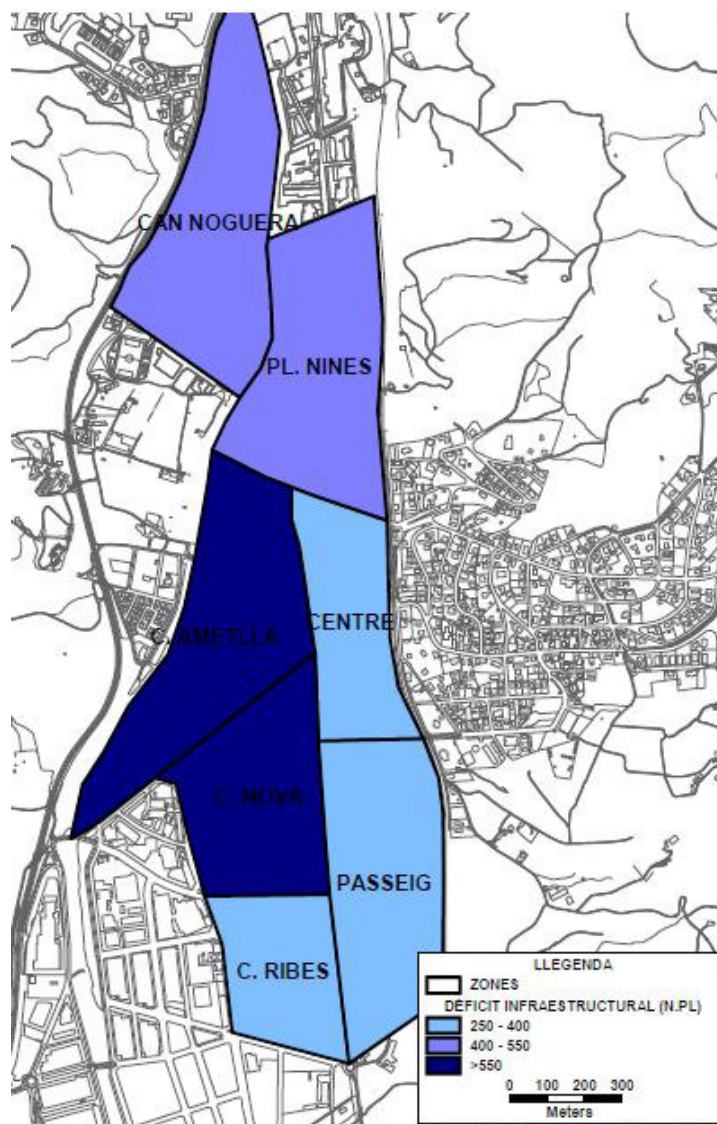 CAN NOGUERA
PL. NINES
CENTRE
C. AMETLLA
C. NOVA
PASSEIG
C. RIBES
LLEGENDA
ZONES
DÈFICIT INFRAESTRUCTURAL (N.PL)
250 - 400
400 - 550
>550
0 100 200 300
Meters